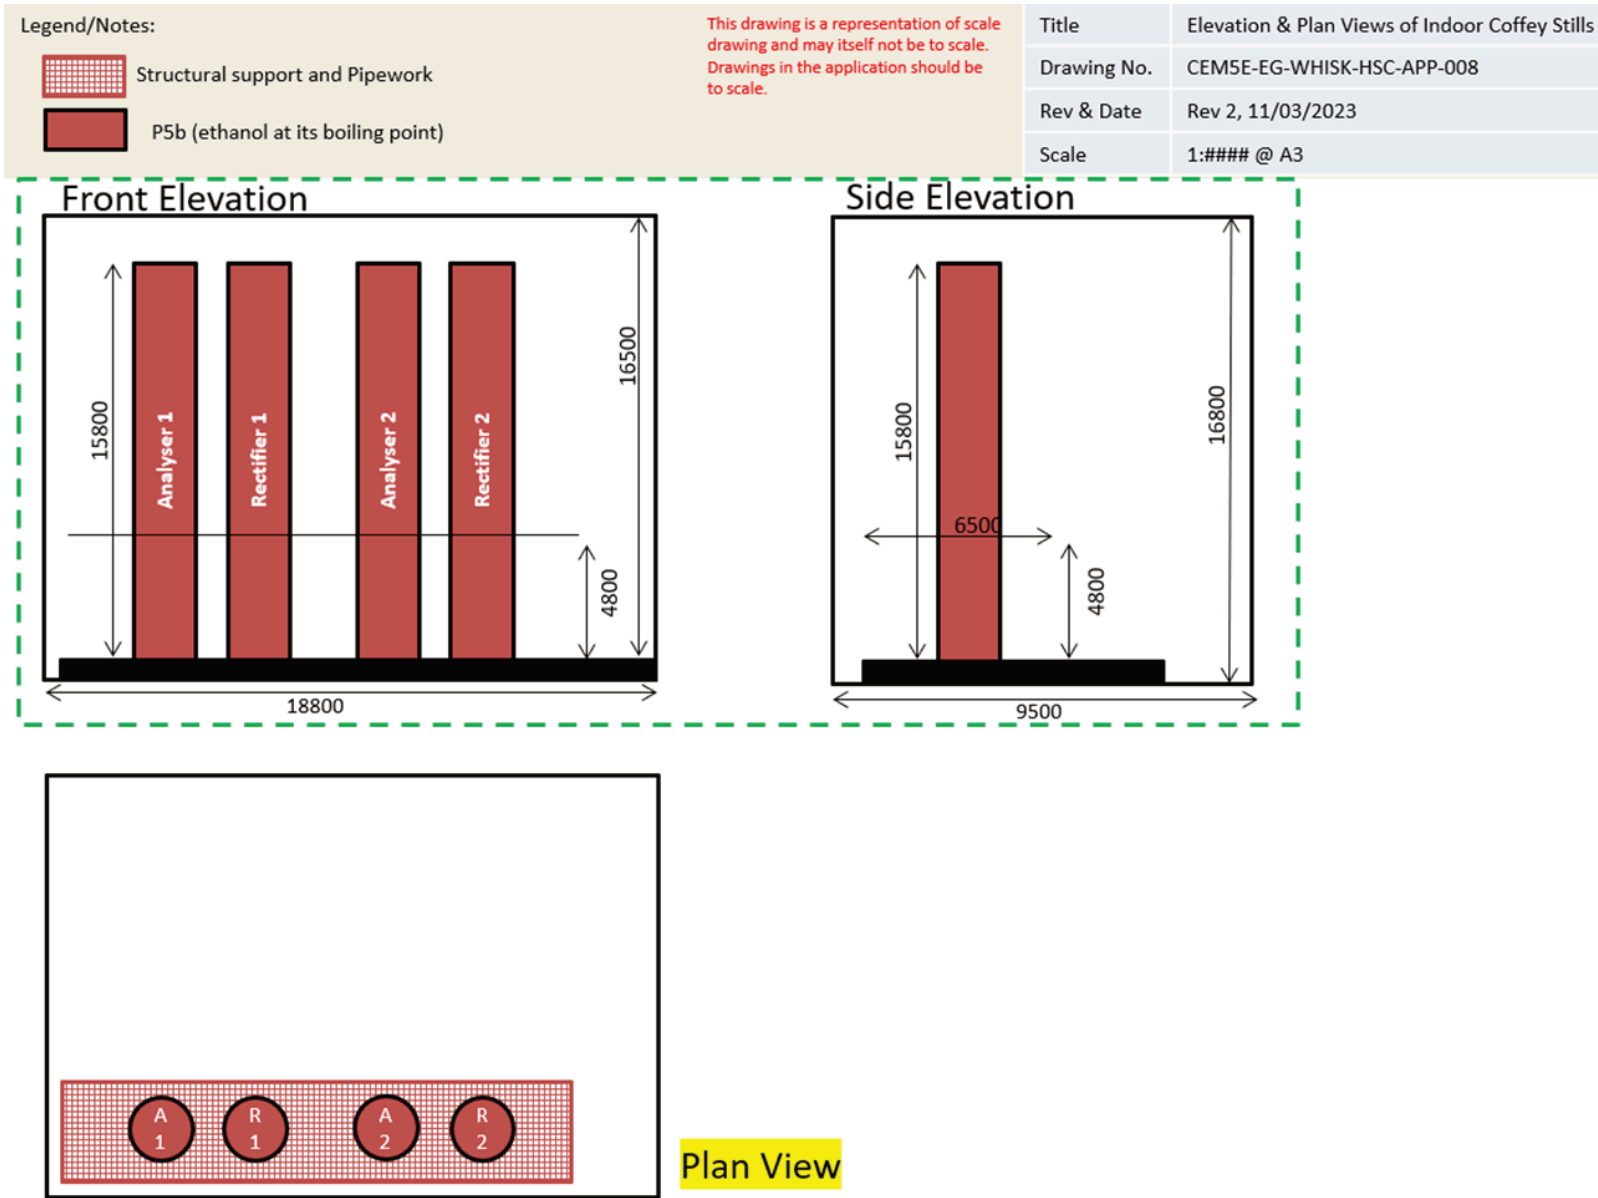 Legend/Notes:
Structural support and Pipework
P5b (ethanol at its boiling point)
This drawing is a representation of scale
drawing and may itself not be to scale.
Drawings in the application should be
to scale.
Title Elevation & Plan Views of Indoor Coffey Stills
Drawing No. CEM5E-EG-WHISK-HSC-APP-008
Rev & Date Rev 2, 11/03/2023
Scale 1:#### @ A3
Front Elevation
15800
Analyser 1
Rectifier 1
Analyser 2
Rectifier 2
16500
4800
18800
Side Elevation
15800
6500
4800
16800
9500
A
1
R
1
A
2
R
2
Plan View